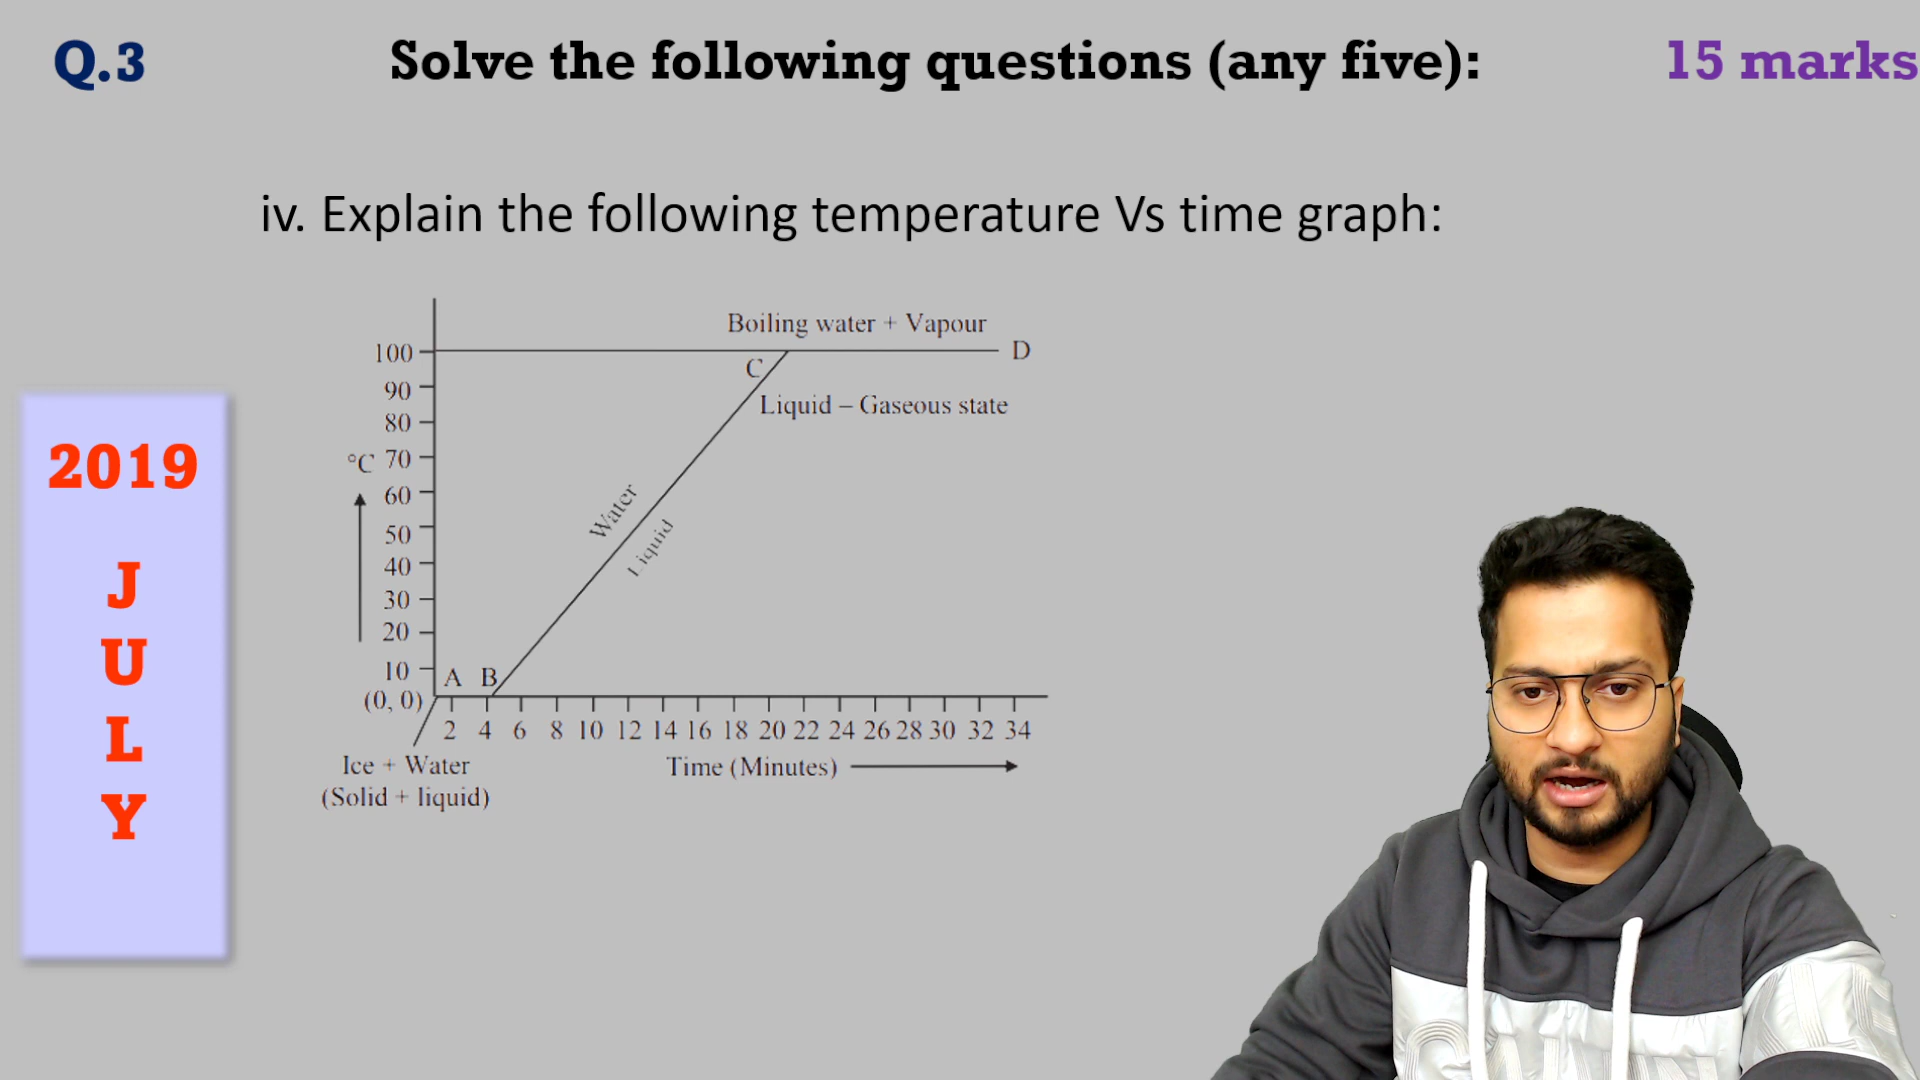 Q.3 Solve the following questions (any five): 15 marks
iv. Explain the following temperature Vs time graph:
2019
J
U
L
Y
Boiling water + Vapour
100
D
C
90
Liquid – Gaseous state
80
°C 70
60
Water
50
Liquid
40
30
20
10
A B
(0, 0)
2 4 6 8 10 12 14 16 18 20 22 24 26 28 30 32 34
Ice + Water
(Solid + liquid)
Time (Minutes)